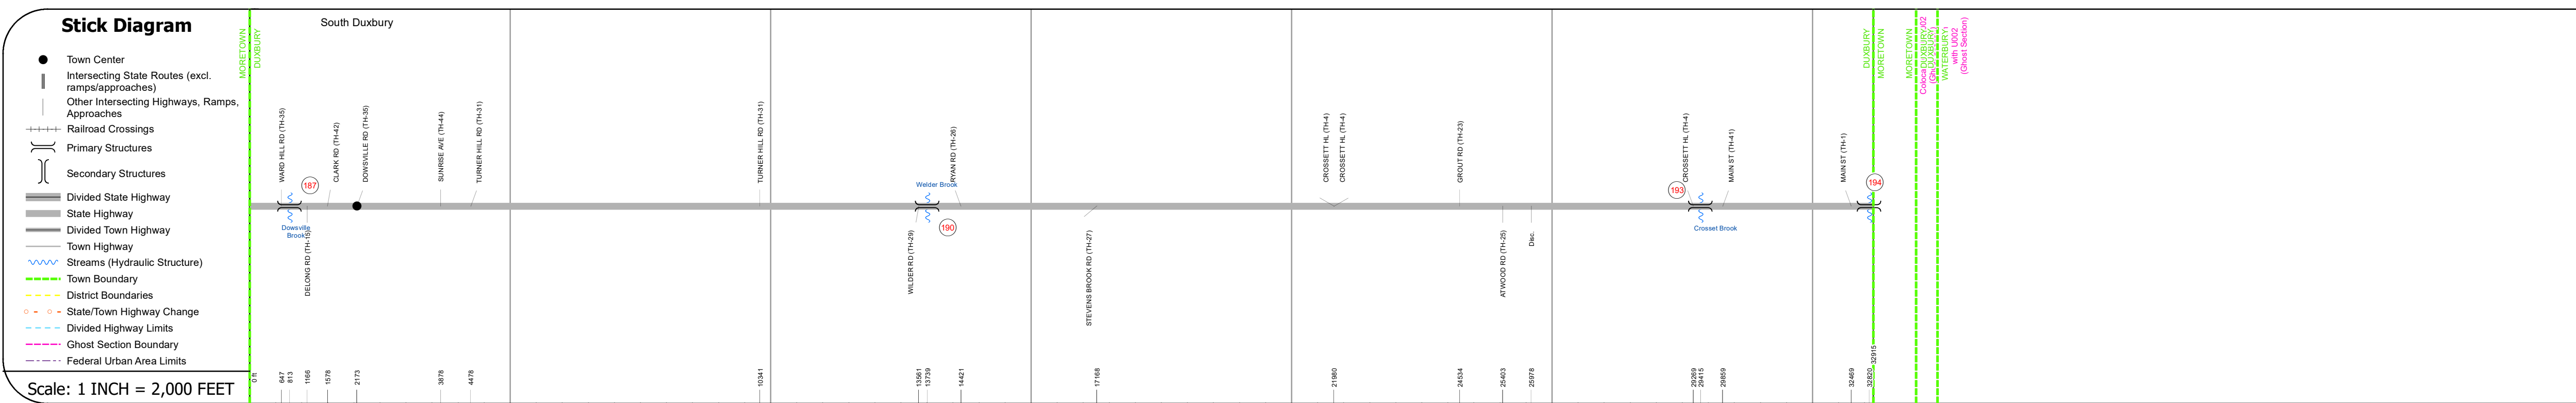 Stick Diagram
Town Center
Intersecting State Routes (excl.
ramps/approaches)
Other Intersecting Highways, Ramps,
Approaches
Railroad Crossings
Primary Structures
Secondary Structures
Divided State Highway
State Highway
Divided Town Highway
Town Highway
Streams (Hydraulic Structure)
Town Boundary
District Boundaries
State/Town Highway Change
Divided Highway Limits
Ghost Section Boundary
Federal Urban Area Limits
Scale: 1 INCH = 2,000 FEET
South Duxbury
MORETOWN
DUXBURY
WARD HILL RD (TH-35)
187
CLARK RD (TH-42)
DOWSVILLE RD (TH-35)
SUNRISE AVE (TH-44)
TURNER HILL RD (TH-31)
TURNER HILL RD (TH-31)
Welder Brook
RYAN RD (TH-26)
CROSSETT HL (TH-4)
CROSSETT HL (TH-4)
GROUT RD (TH-23)
193
CROSSETT HL (TH-4)
MAIN ST (TH-41)
MAIN ST (TH-1)
194
DUXBURY
MORETOWN
MORETOWN
DUXBURY
DUXBURY
WATERBURY
with U002
(Ghost Section)
Dowsville
Brook
DELONG RD (TH-15)
WILDER RD (TH-29)
190
STEVENS BROOK RD (TH-27)
ATWOOD RD (TH-25)
Disc.
Crosset Brook
0 ft
647
813
1166
1578
2173
3878
4478
10341
13561
13739
14421
17168
21980
24534
25403
25978
29269
29415
29859
32469
32820
32915